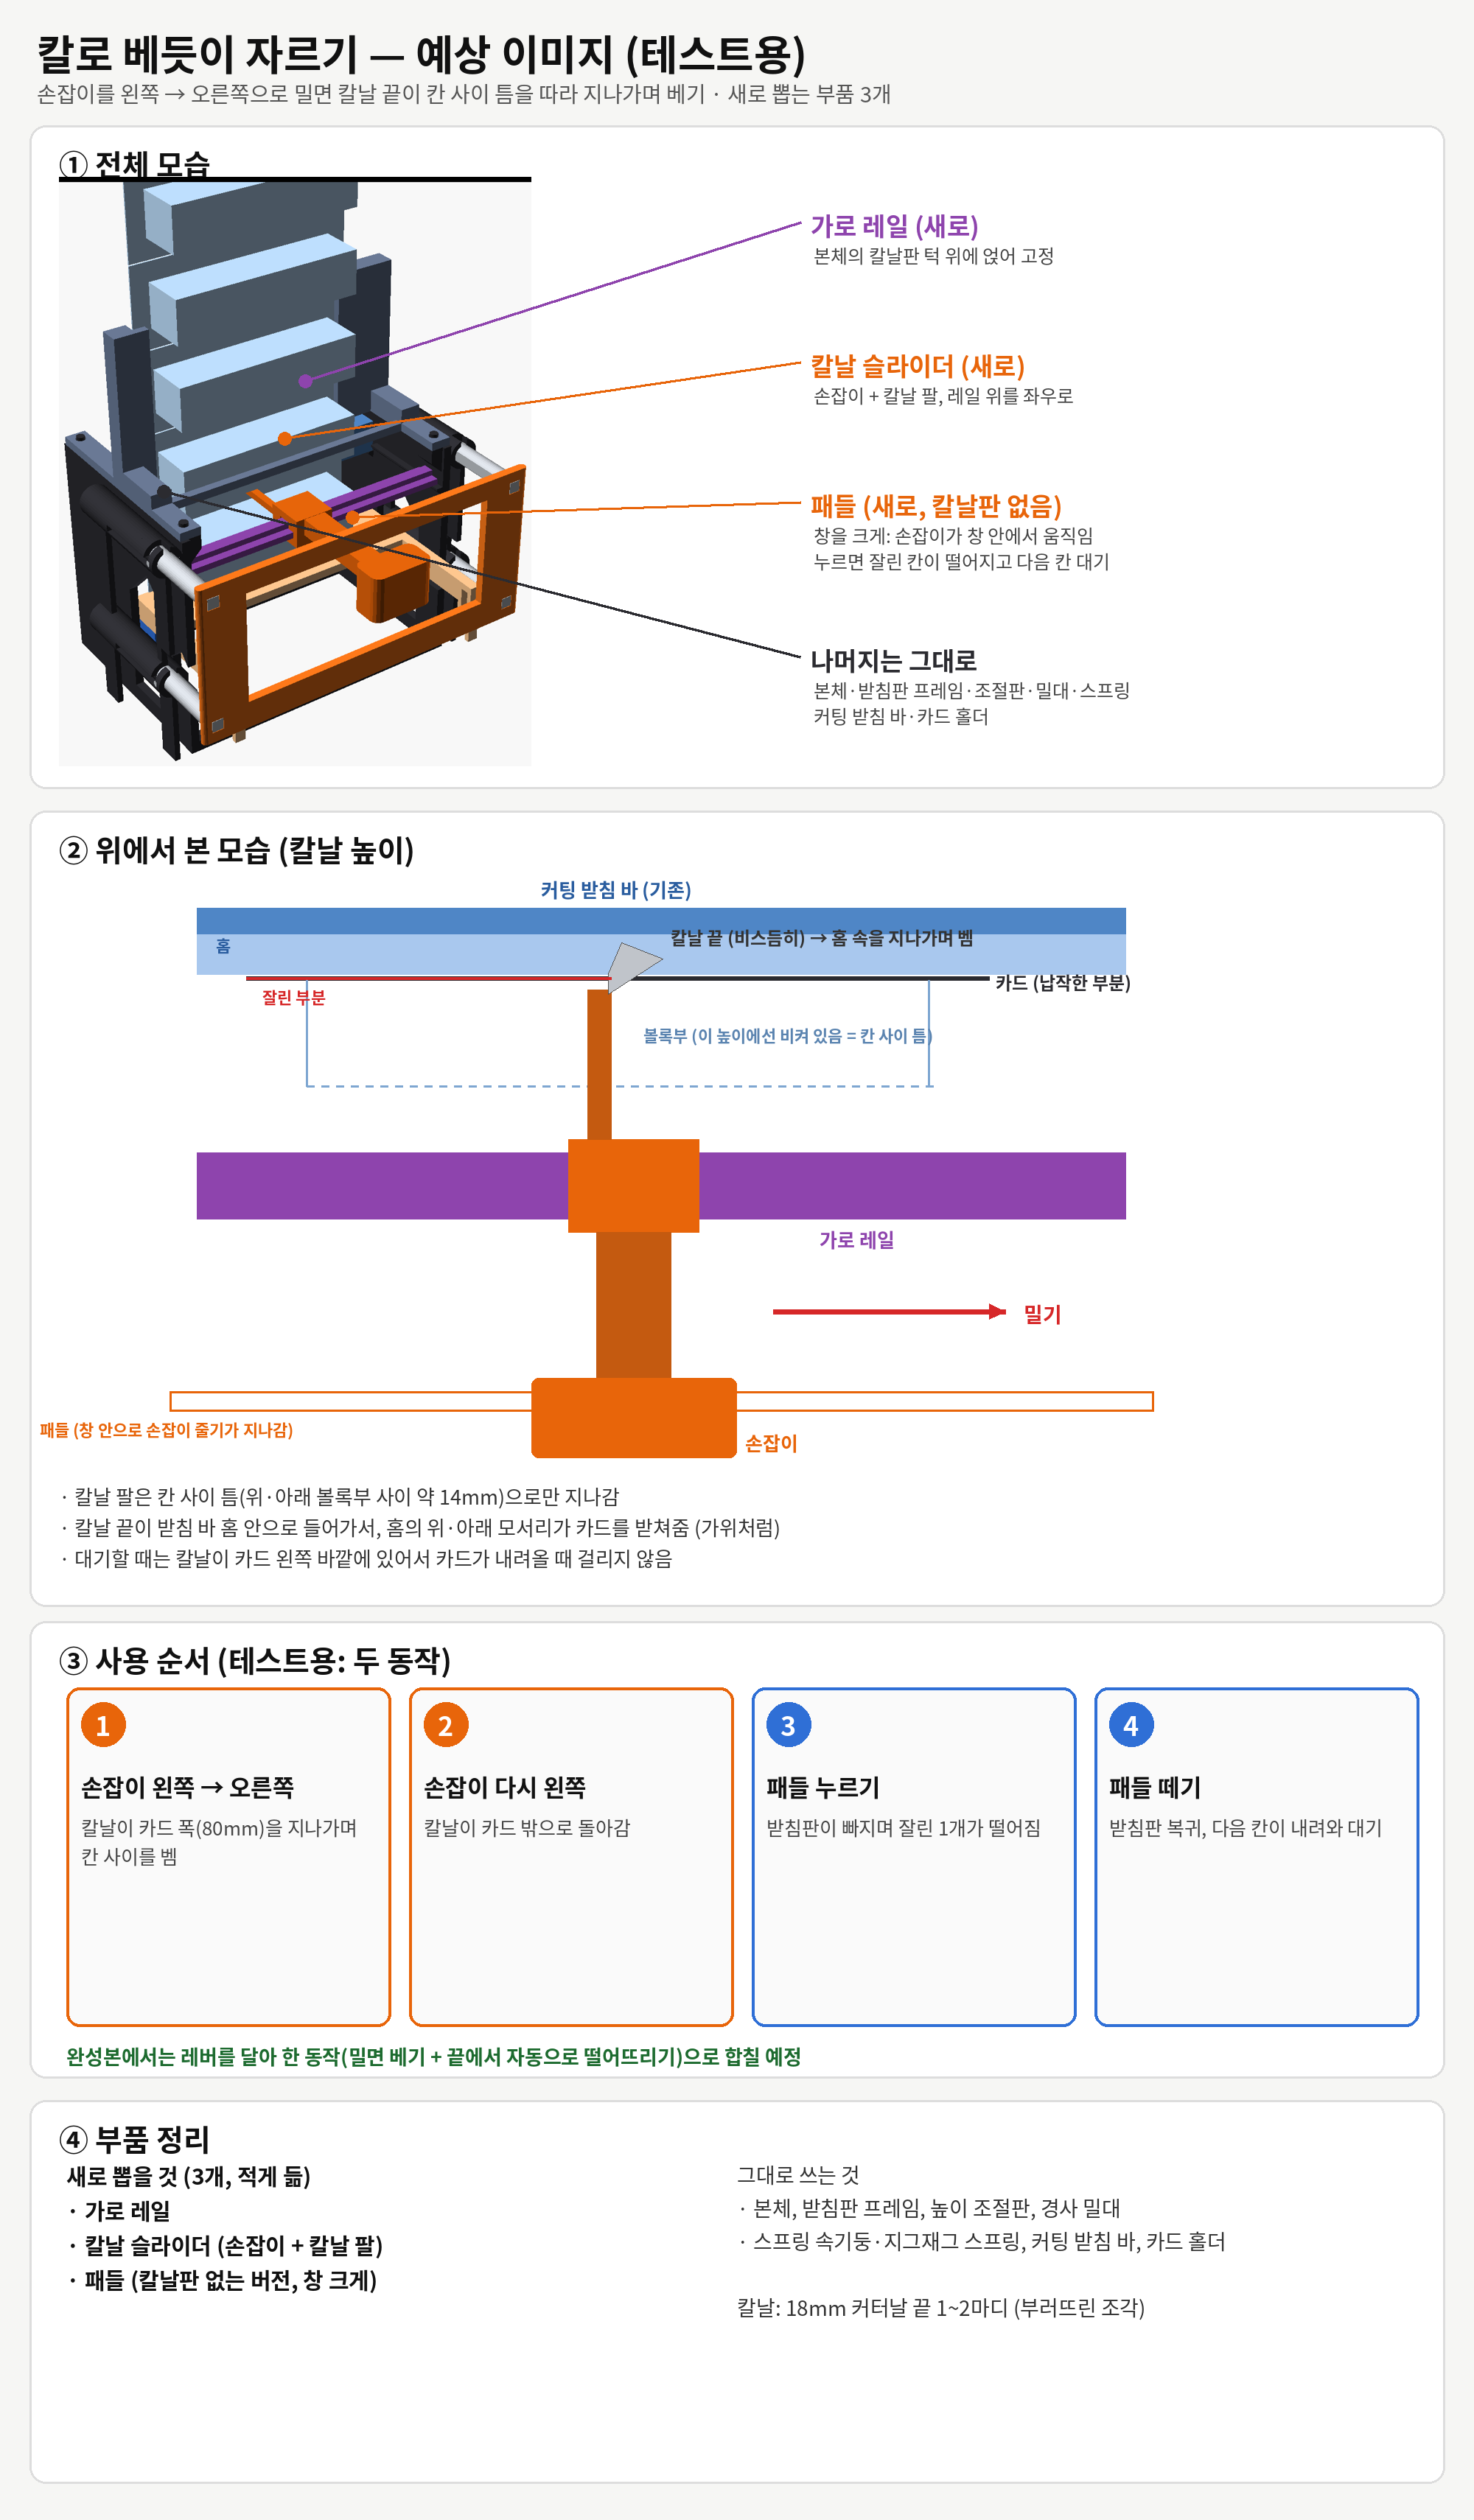 칼로 베듯이 자르기 — 예상 이미지 (테스트용)
손잡이를 왼쪽 → 오른쪽으로 밀면 칼날 끝이 칸 사이 틈을 따라 지나가며 베기 · 새로 뽑는 부품 3개
① 전체 모습
가로 레일 (새로)
본체의 칼날판 턱 위에 얹어 고정
칼날 슬라이더 (새로)
손잡이 + 칼날 팔, 레일 위를 좌우로
패들 (새로, 칼날판 없음)
창을 크게: 손잡이가 창 안에서 움직임
누르면 잘린 칸이 떨어지고 다음 칸 대기
나머지는 그대로
본체·받침판 프레임·조절판·밀대·스프링
커팅 받침 바·카드 홀더
② 위에서 본 모습 (칼날 높이)
커팅 받침 바 (기존)
홈
칼날 끝 (비스듬히) → 홈 속을 지나가며 벰
카드 (납작한 부분)
잘린 부분
볼록부 (이 높이에선 비켜 있음 = 칸 사이 틈)
가로 레일
밀기
패들 (창 안으로 손잡이 줄기가 지나감)
손잡이
· 칼날 팔은 칸 사이 틈(위·아래 볼록부 사이 약 14mm)으로만 지나감
· 칼날 끝이 받침 바 홈 안으로 들어가서, 홈의 위·아래 모서리가 카드를 받쳐줌 (가위처럼)
· 대기할 때는 칼날이 카드 왼쪽 바깥에 있어서 카드가 내려올 때 걸리지 않음
③ 사용 순서 (테스트용: 두 동작)
1
손잡이 왼쪽 → 오른쪽
칼날이 카드 폭(80mm)을 지나가며
칸 사이를 벰
2
손잡이 다시 왼쪽
칼날이 카드 밖으로 돌아감
3
패들 누르기
받침판이 빠지며 잘린 1개가 떨어짐
4
패들 떼기
받침판 복귀, 다음 칸이 내려와 대기
완성본에서는 레버를 달아 한 동작(밀면 베기 + 끝에서 자동으로 떨어뜨리기)으로 합칠 예정
④ 부품 정리
새로 뽑을 것 (3개, 적게 듦)
· 가로 레일
· 칼날 슬라이더 (손잡이 + 칼날 팔)
· 패들 (칼날판 없는 버전, 창 크게)
그대로 쓰는 것
· 본체, 받침판 프레임, 높이 조절판, 경사 밀대
· 스프링 속기둥·지그재그 스프링, 커팅 받침 바, 카드 홀더
칼날: 18mm 커터날 끝 1~2마디 (부러뜨린 조각)